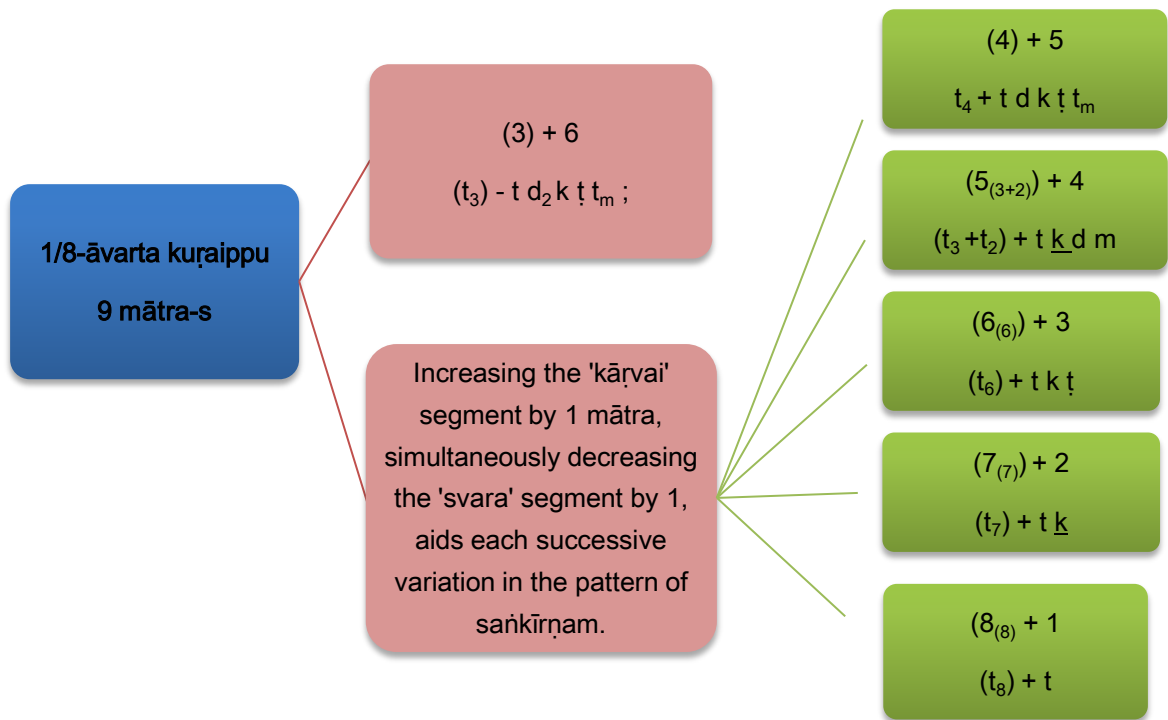 1/8-āvarta kuṟaippu
9 mātra-s
(3) + 6
(t₃) - t d₂ k ṭ tₘ ;
Increasing the 'kāṟvai'
segment by 1 mātra,
simultaneously decreasing
the 'svara' segment by 1,
aids each successive
variation in the pattern of
saṅkīrṇam.
(4) + 5
t₄ + t d k ṭ tₘ
(5₍₃₊₂₎) + 4
(t₃ +t₂) + t k d m
(6₍₆₎) + 3
(t₆) + t k ṭ
(7₍₇₎) + 2
(t₇) + t k
(8₍₈₎ + 1
(t₈) + t